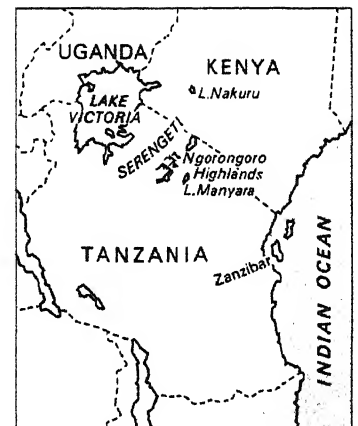 UGANDA
KENYA
LAKE
VICTORIA
L.Nakuru
SERENGETI
Ngorongoro
Highlands
L.Manyara
TANZANIA
Zanzibar
INDIAN OCEAN